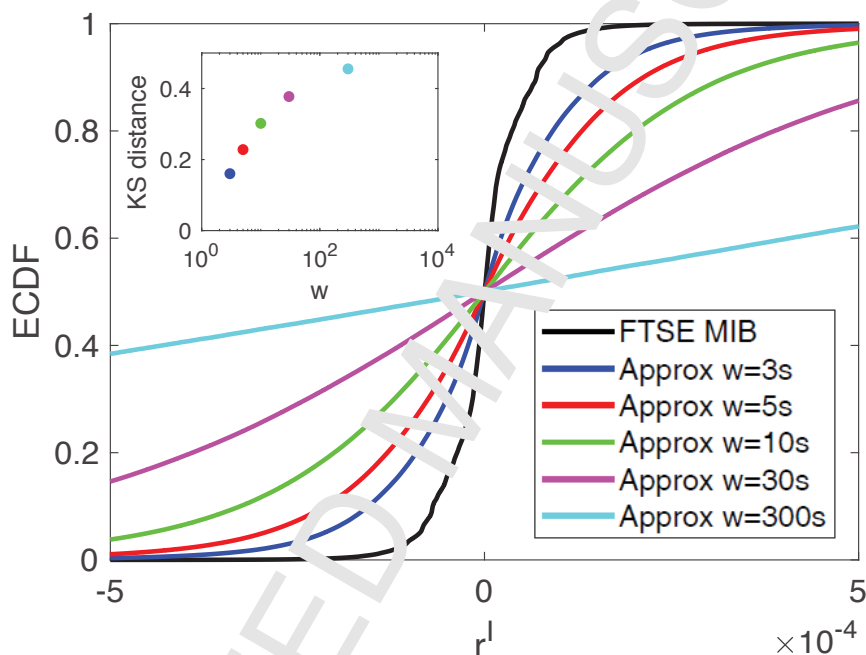 1
0.8
0.6
0.4
0.2
0
ECDF
-5
0
5
r^I
×10^-4
KS distance
0.4
0.2
0
10^0
10^2
10^4
w
FTSE MIB
Approx w=3s
Approx w=5s
Approx w=10s
Approx w=30s
Approx w=300s
ED MANUSC